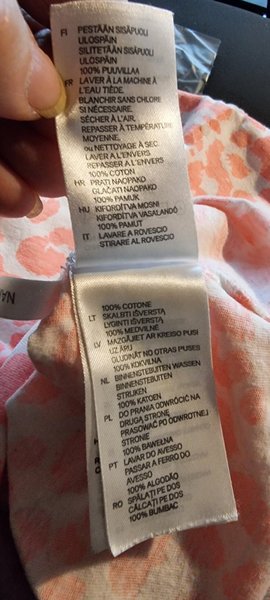 FI PESTÄÄN SISÄPUOLI
ULOSPÄIN
SILITETÄÄN SISÄPUOLI
ULOSPÄIN
100% PUUVILLAA
FR LAVER À LA MACHINE À
L'EAU TIÈDE.
BLANCHIR SANS CHLORE
SI NÉCESSAIRE.
SÉCHER À L'AIR.
REPASSER À TEMPÉRATURE
MOYENNE.
ou NETTOYAGE À SEC.
LAVER A L'ENVERS
REPASSER A L'ENVERS
100% COTON
HR PRATI NAOPAKO
GLAČATI NAOPAKO
100% PAMUK
HU KIFORDÍTVA MOSNI
KIFORDÍTVA VASALANDÓ
100% PAMUT
IT LAVARE A ROVESCIO
STIRARE AL ROVESCIO
100% COTONE
LT SKALBTI IŠVERSTĄ
LYGINTI IŠVERSTĄ
100% MEDVILNĖ
LV MAZGĀJIET AR KREISO PUSI
UZ ĀRU
GLUDINĀT NO OTRAS PUSES
100% KOKVILNA
NL BINNENSTEBUITEN WASSEN
BINNENSTEBUITEN
STRIJKEN
100% KATOEN
PL DO PRANIA ODWRÓCIĆ NA
DRUGĄ STRONĘ
PRASOWAĆ PO ODWROTNEJ
STRONIE
100% BAWEŁNA
PT LAVAR DO AVESSO
PASSAR A FERRO DO
AVESSO
100% ALGODÃO
RO SPĂLAŢI PE DOS
CĂLCAŢI PE DOS
100% BUMBAC